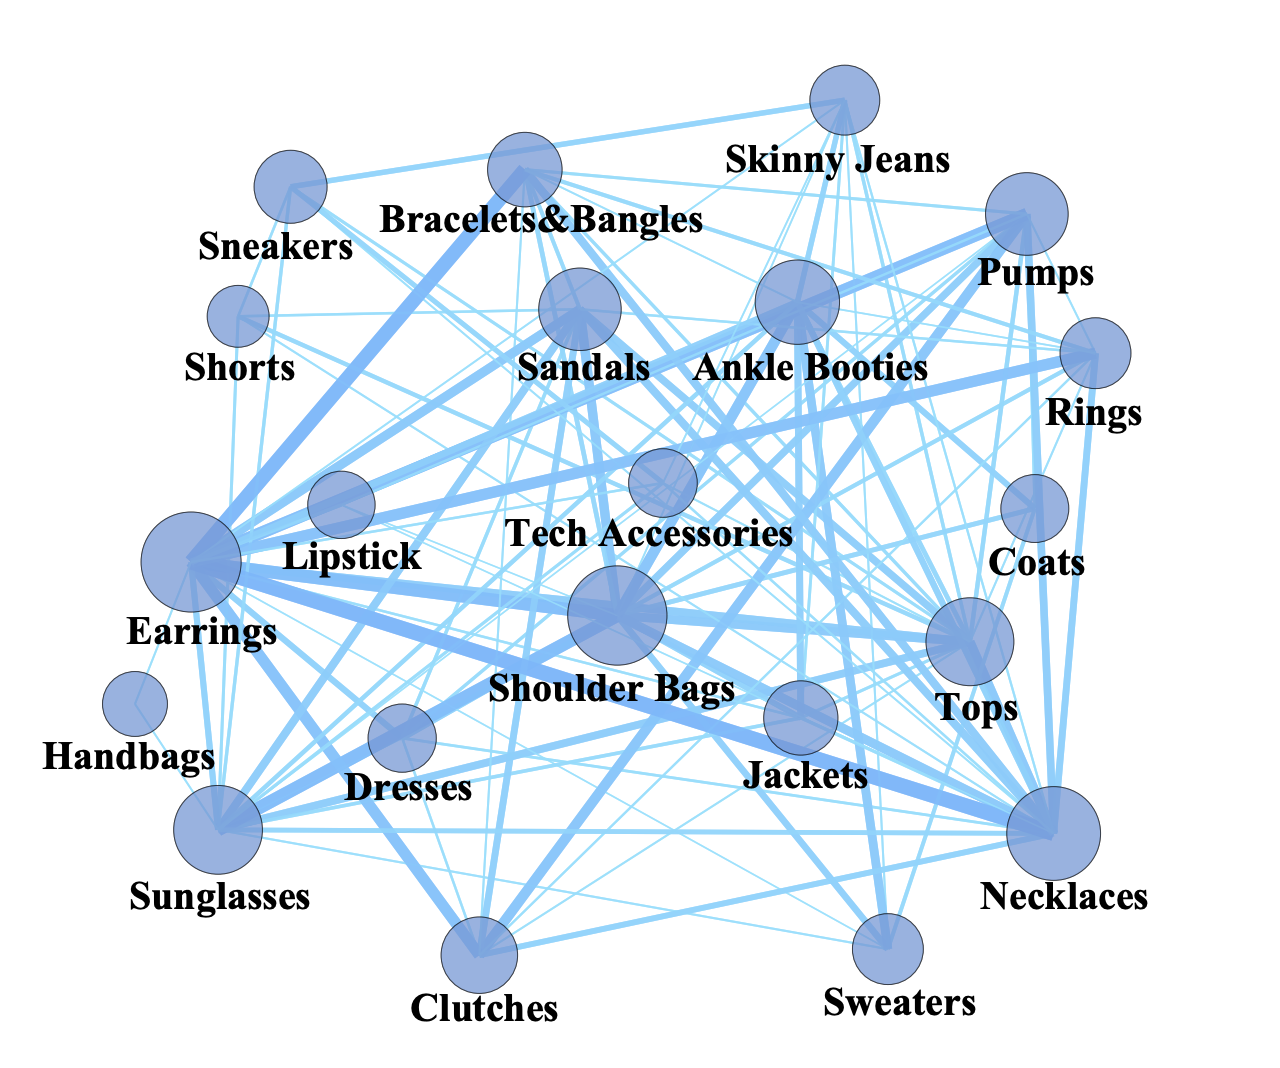 Skinny Jeans
Bracelets&Bangles
Sneakers
Pumps
Shorts
Sandals
Ankle Booties
Rings
Tech Accessories
Lipstick
Coats
Earrings
Shoulder Bags
Tops
Handbags
Dresses
Jackets
Sunglasses
Necklaces
Clutches
Sweaters